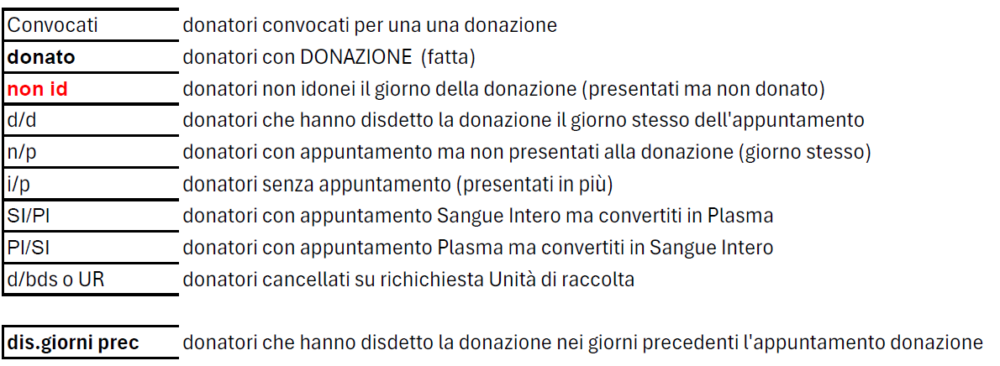 Convocati donatori convocati per una una donazione
donato donatori con DONAZIONE (fatta)
non id donatori non idonei il giorno della donazione (presentati ma non donato)
d/d donatori che hanno disdetto la donazione il giorno stesso dell'appuntamento
n/p donatori con appuntamento ma non presentati alla donazione (giorno stesso)
i/p donatori senza appuntamento (presentati in più)
SI/Pl donatori con appuntamento Sangue Intero ma convertiti in Plasma
Pl/SI donatori con appuntamento Plasma ma convertiti in Sangue Intero
d/bds o UR donatori cancellati su richichiesta Unità di raccolta
dis.giorni prec donatori che hanno disdetto la donazione nei giorni precedenti l'appuntamento donazione